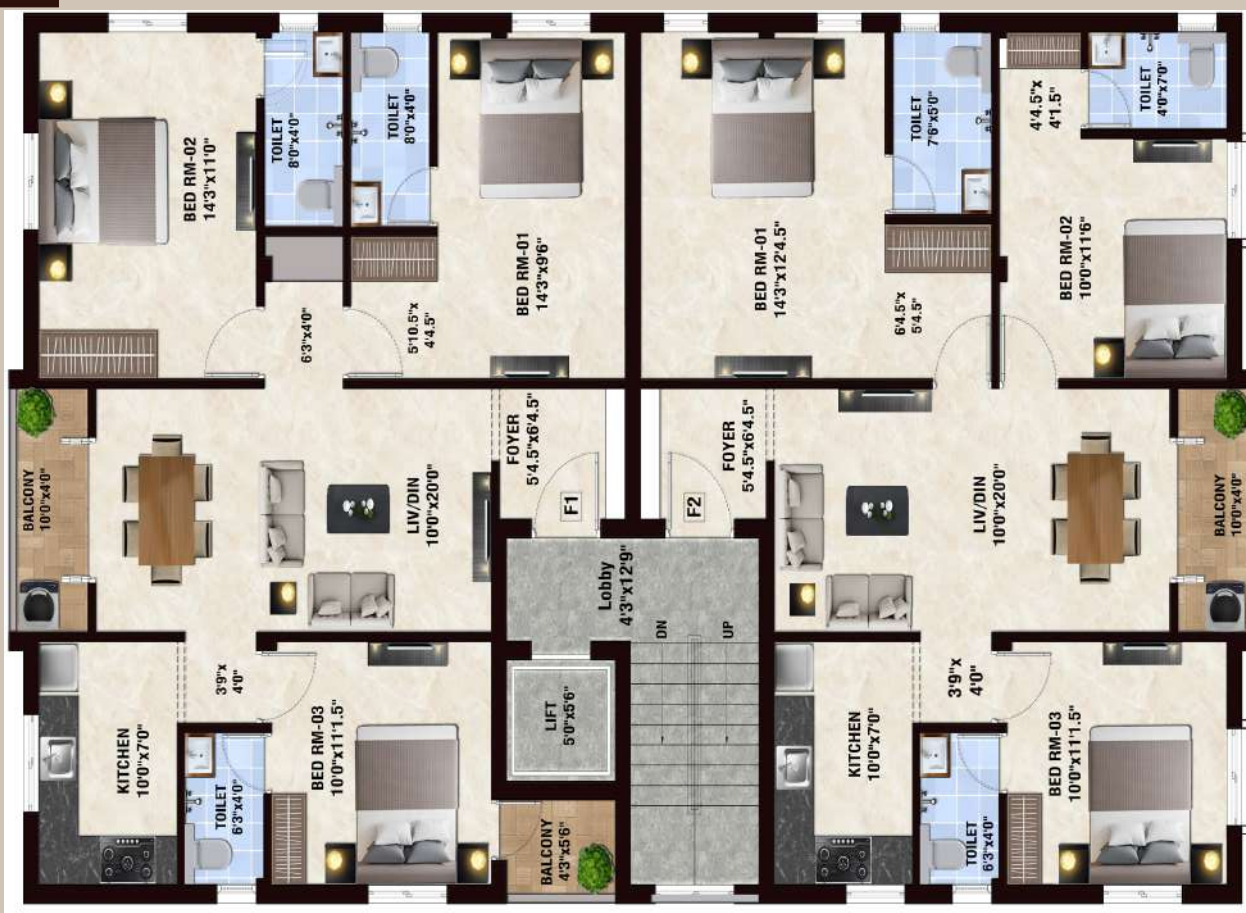 BED RM-02
14'3"x11'0"
TOILET
8'0"x4'0"
TOILET
8'0"x4'0"
BED RM-01
14'3"x9'6"
5'10.5"x
4'4.5"
6'3"x4'0"
BED RM-01
14'3"x12'4.5"
TOILET
7'6"x5'0"
6'4.5"x
5'4.5"
4'4.5"x
4'1.5"
TOILET
4'0"x7'0"
BED RM-02
10'0"x11'6"
BALCONY
10'0"x4'0"
LIV/DIN
10'0"x20'0"
FOYER
5'4.5"x6'4.5"
F1
FOYER
5'4.5"x6'4.5"
F2
LIV/DIN
10'0"x20'0"
BALCONY
10'0"x4'0"
Lobby
4'3"x12'9"
DN
UP
LIFT
5'0"x5'6"
KITCHEN
10'0"x7'0"
3'9"x
4'0"
TOILET
6'3"x4'0"
BED RM-03
10'0"x11'1.5"
BALCONY
4'3"x5'6"
KITCHEN
10'0"x7'0"
3'9"x
4'0"
TOILET
6'3"x4'0"
BED RM-03
10'0"x11'1.5"